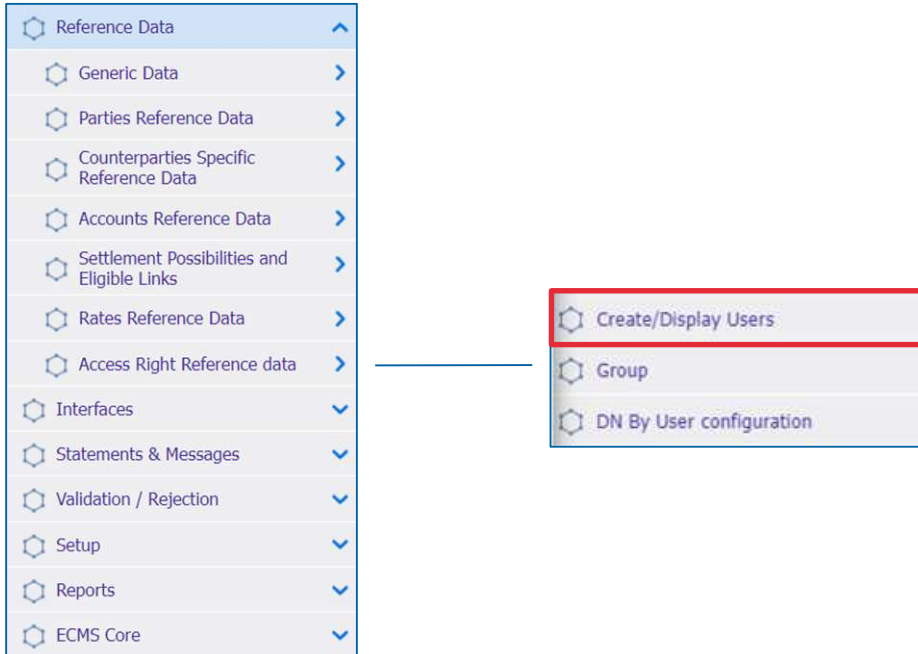 Reference Data
Generic Data
Parties Reference Data
Counterparties Specific
Reference Data
Accounts Reference Data
Settlement Possibilities and
Eligible Links
Rates Reference Data
Access Right Reference data
Interfaces
Statements & Messages
Validation / Rejection
Setup
Reports
ECMS Core
Create/Display Users
Group
DN By User configuration